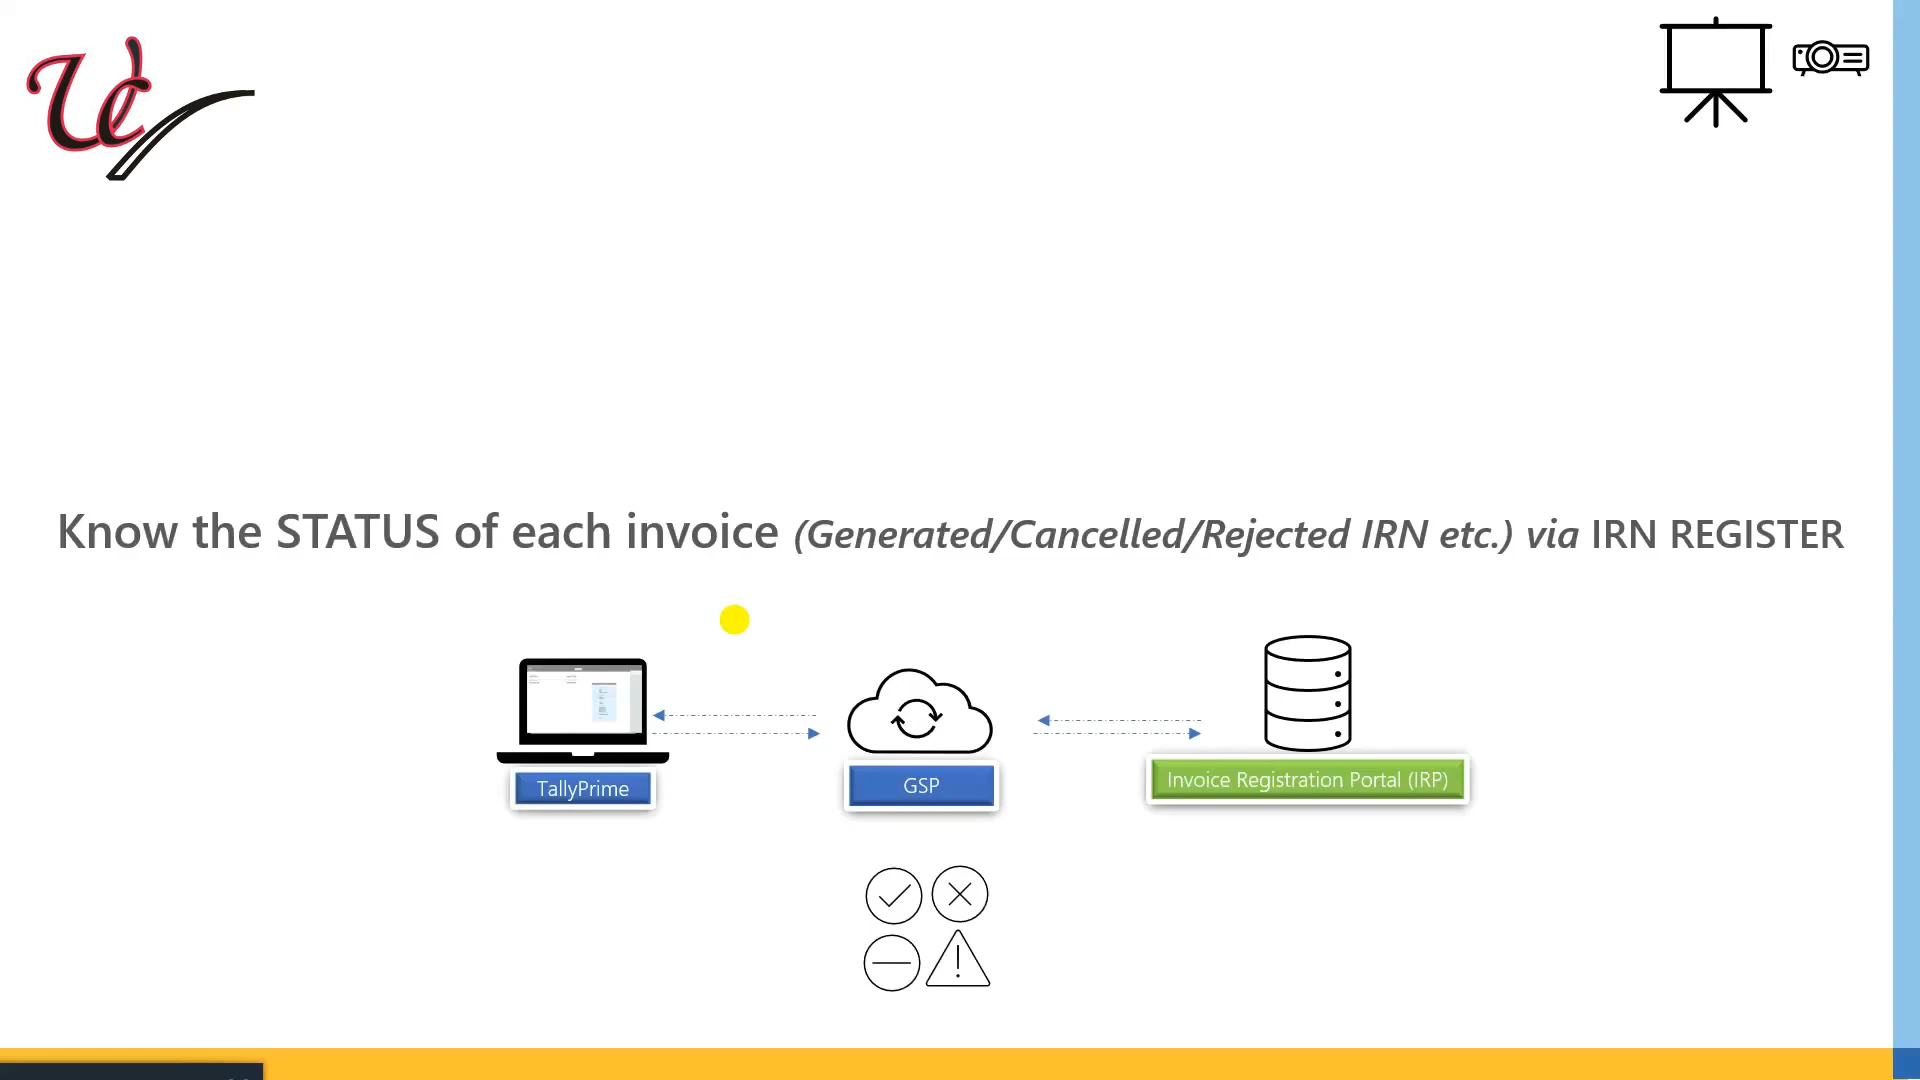 Know the STATUS of each invoice (Generated/Cancelled/Rejected IRN etc.) via IRN REGISTER
TallyPrime
GSP
Invoice Registration Portal (IRP)